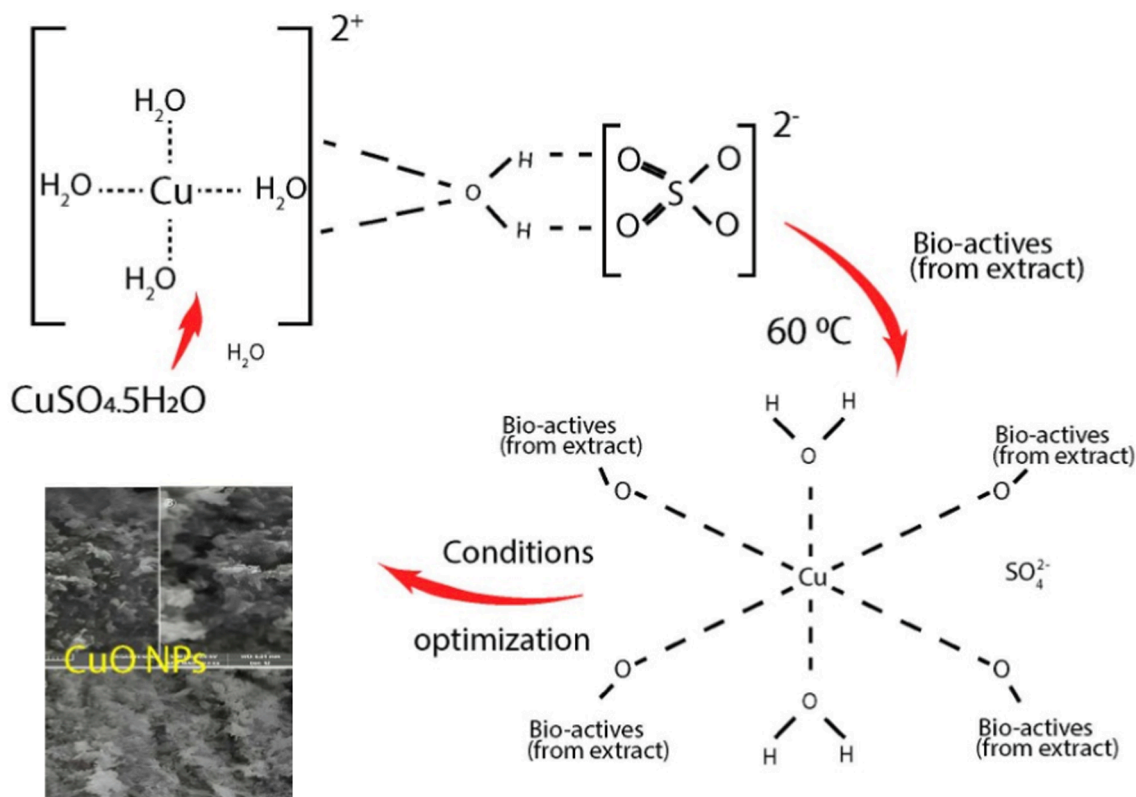 2+
H₂O
H₂O
Cu
H₂O
H₂O
H₂O
CuSO₄.5H₂O
O
H
H
2-
O
O
S
O
O
Bio-actives
(from extract)
60 ⁰C
H
H
O
Bio-actives
(from extract)
O
Bio-actives
(from extract)
O
Cu
SO₄²⁻
O
Bio-actives
(from extract)
O
Bio-actives
(from extract)
O
H
H
Conditions
optimization
CuO NPs